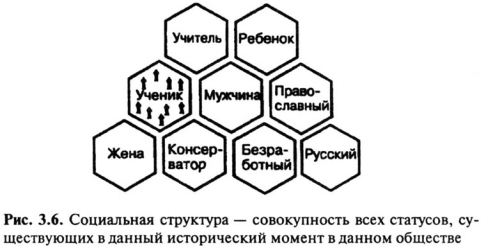 Учитель Ребенок
Ученик Мужчина Право-
славный
Жена Консер-
ватор Безра-
ботный Русский
Рис. 3.6. Социальная структура — совокупность всех статусов, су-
ществующих в данный исторический момент в данном обществе